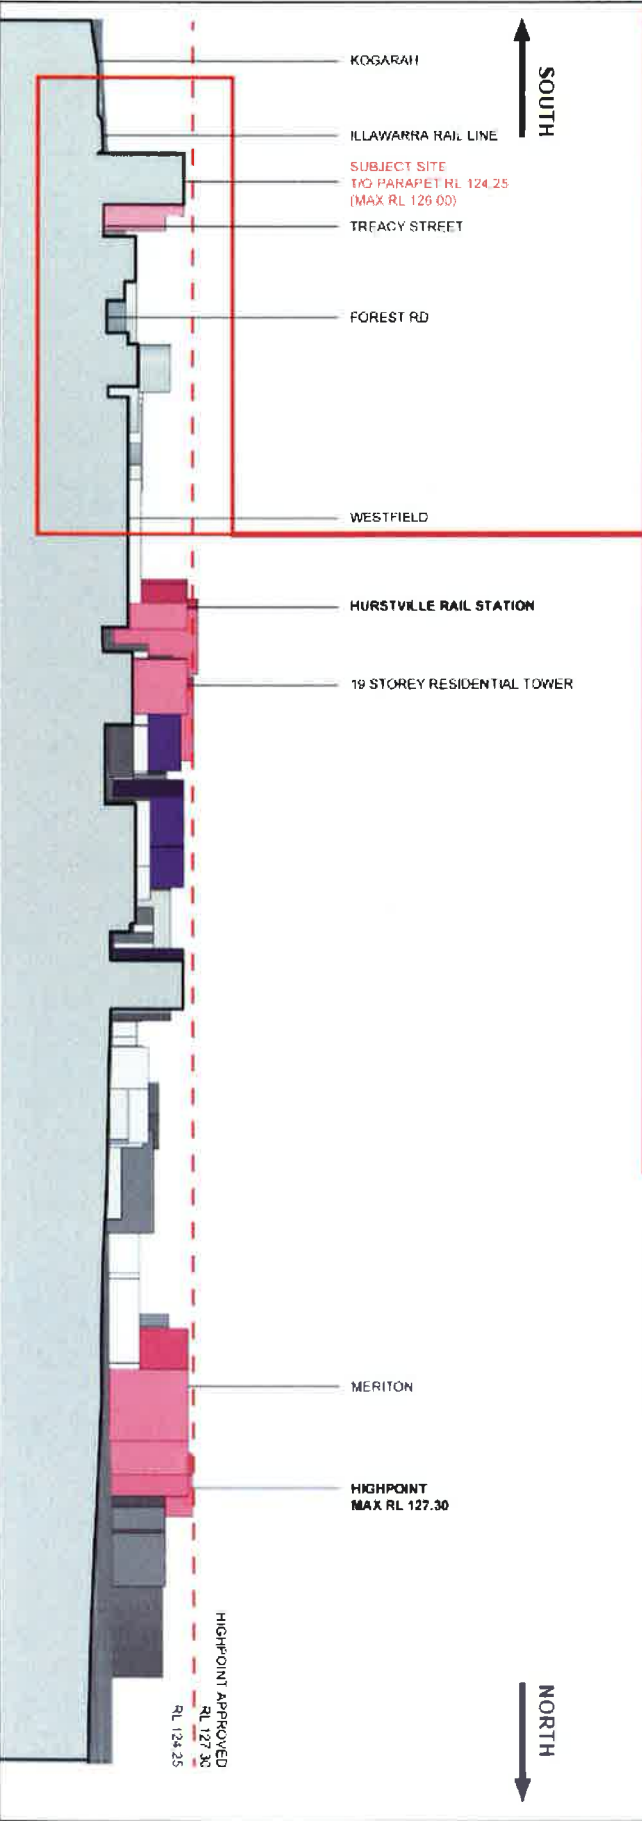 SOUTH
KOGARAH
ILLAWARRA RAIL LINE
SUBJECT SITE
T/O PARAPET RL 124.25
(MAX RL 126.00)
TREACY STREET
FOREST RD
WESTFIELD
HURSTVILLE RAIL STATION
19 STOREY RESIDENTIAL TOWER
MERITON
HIGHPOINT
MAX RL 127.30
HIGHPOINT APPROVED
RL 127.30
RL 124.25
NORTH